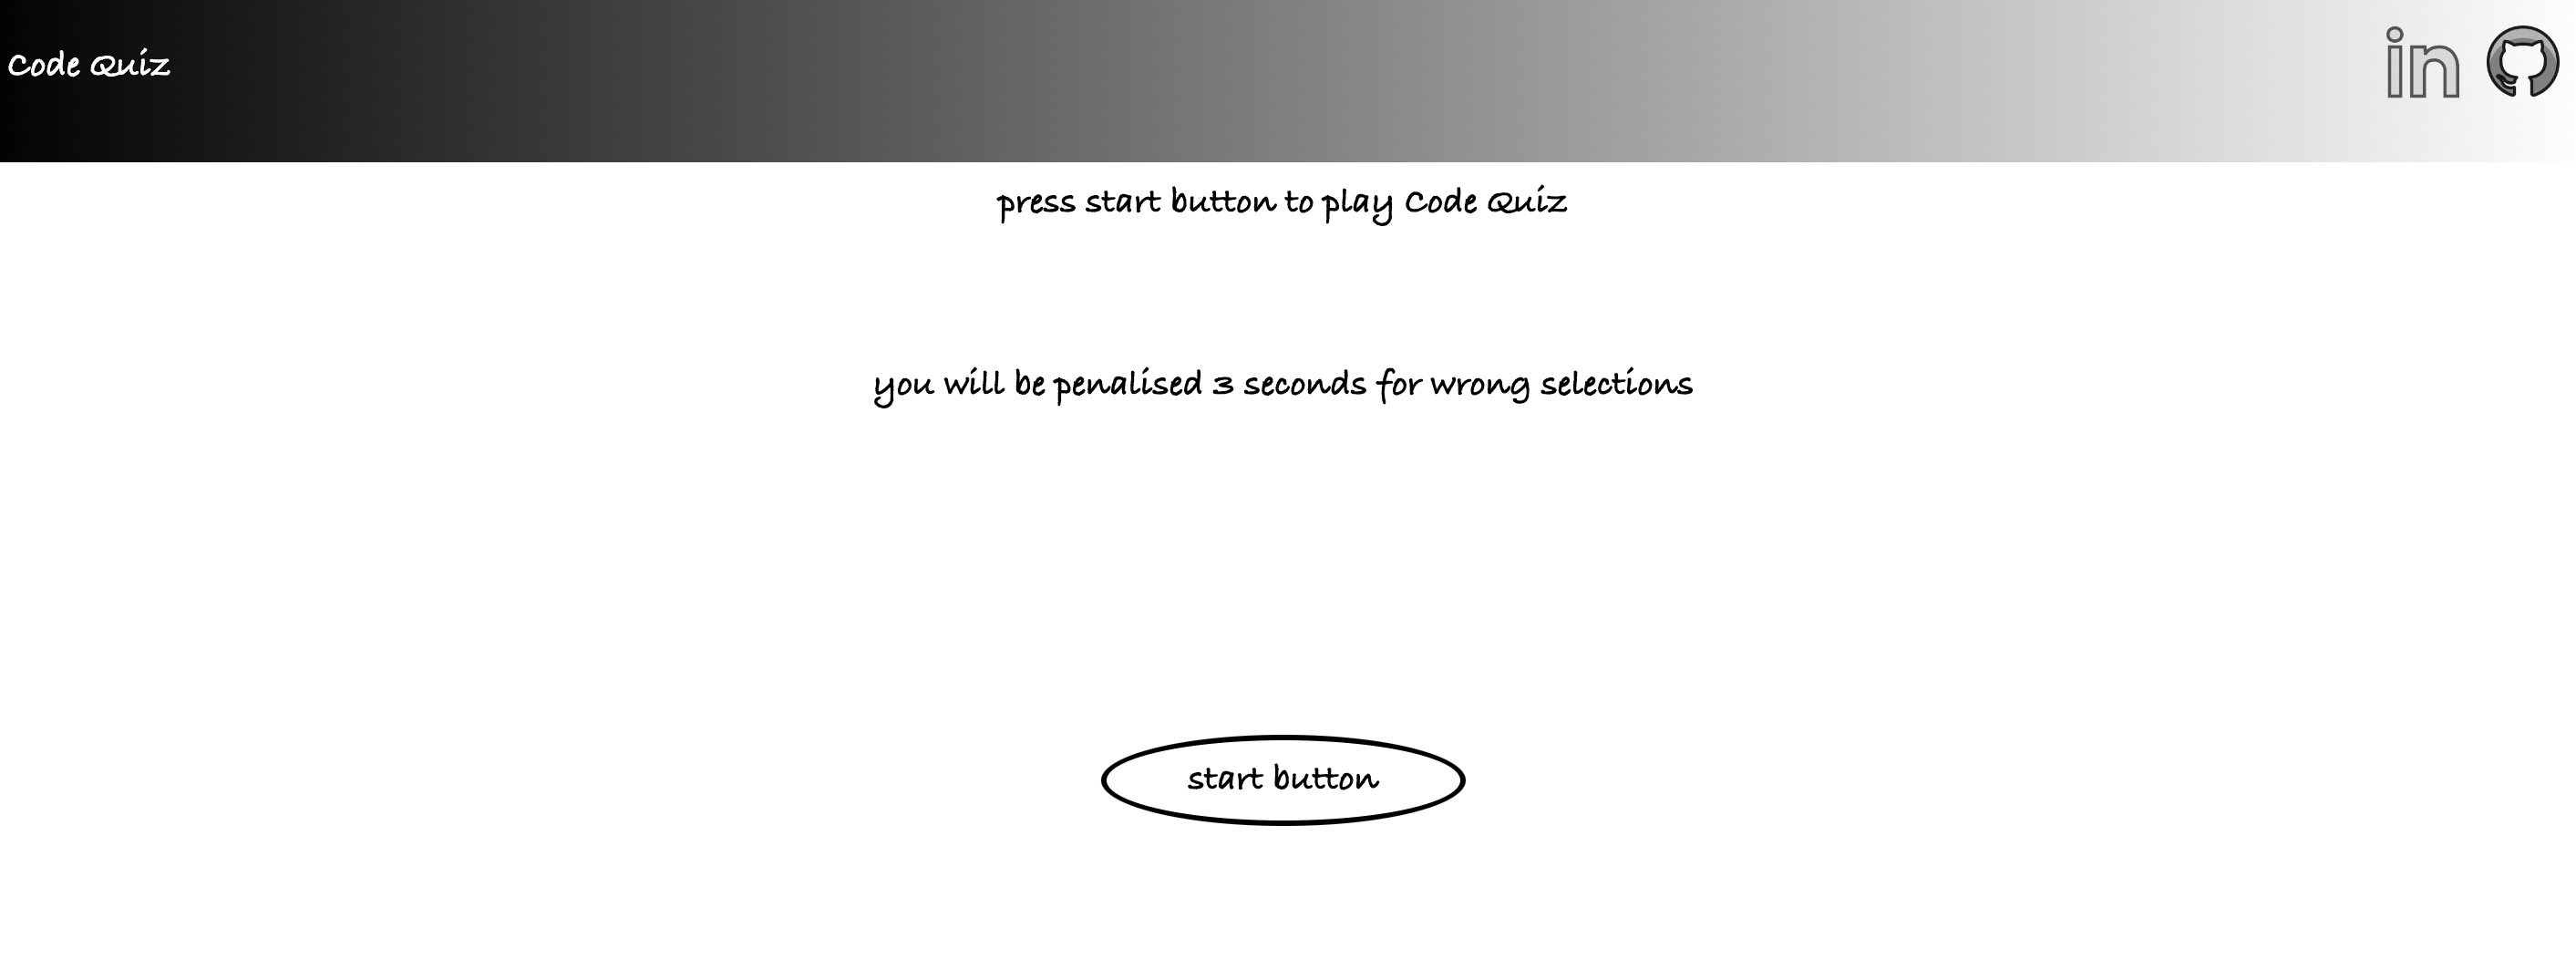 Code Quiz
in
press start button to play Code Quiz
you will be penalised 3 seconds for wrong selections
start button